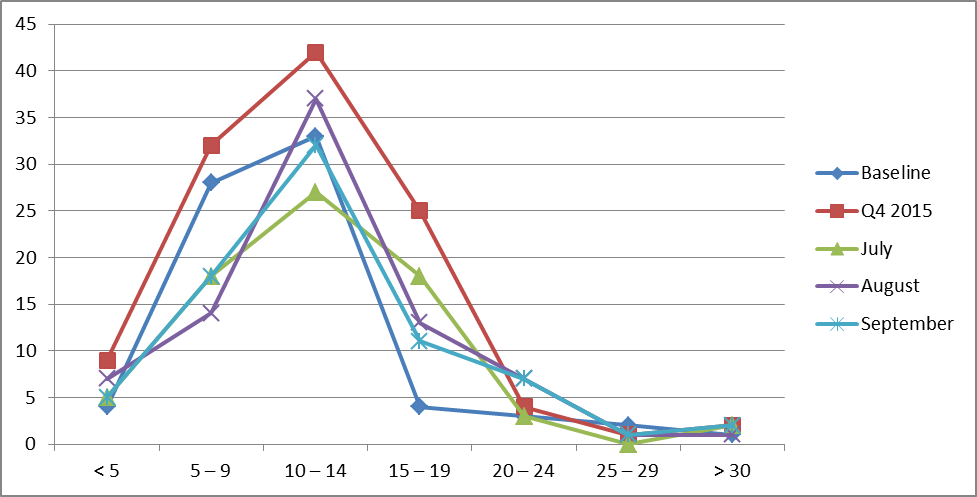 45
40
35
30
25
20
15
10
5
0
< 5 5 – 9 10 – 14 15 – 19 20 – 24 25 – 29 > 30
Baseline
Q4 2015
July
August
September